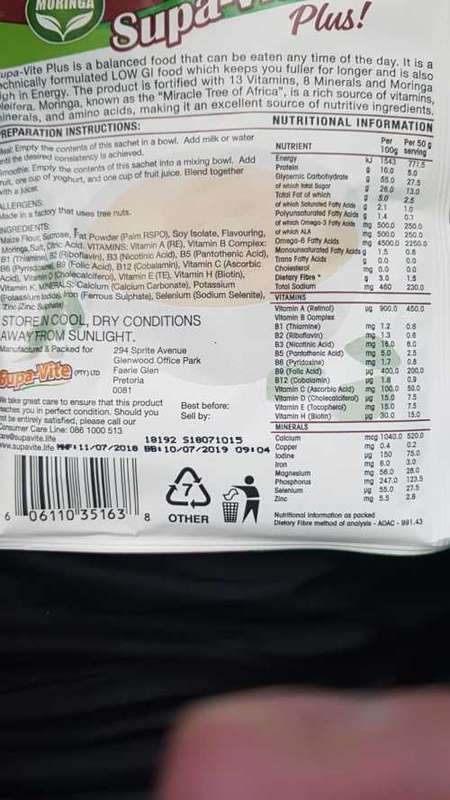 MORINGA
Supa-Vi
Plus!
upa-Vite Plus is a balanced food that can be eaten any time of the day. It is a
echnically formulated LOW GI food which keeps you fuller for longer and is also
igh in Energy. The product is fortified with 13 Vitamins, 8 Minerals and Moringa
leifera. Moringa, known as the "Miracle Tree of Africa", is a rich source of vitamins,
inerals, and amino acids, making it an excellent source of nutritive ingredients.
REPARATION INSTRUCTIONS:
Empty the contents of this sachet in a bowl. Add milk or water
until the desired consistency is achieved.
moothie: Empty the contents of this sachet into a mixing bowl. Add
fruit, one cup of yoghurt, and one cup of fruit juice. Blend together
with a juicer.
ALLERGENS:
Made in a factory that uses tree nuts.
INGREDIENTS:
Maize Flour, Sucrose, Fat Powder (Palm RSPO), Soy Isolate, Flavouring,
Moringa, Fruit, Citric Acid. VITAMINS: Vitamin A (RE), Vitamin B Complex:
B1 (Thiamine), B2 (Riboflavin), B3 (Nicotinic Acid), B5 (Pantothenic Acid),
B6 (Pyridoxine), B9 (Folic Acid), B12 (Cobalamin), Vitamin C (Ascorbic
Acid), Vitamin D (Cholecalciferol), Vitamin E (TE), Vitamin H (Biotin),
Vitamin K, MINERALS: Calcium (Calcium Carbonate), Potassium
(Potassium Iodide), Iron (Ferrous Sulphate), Selenium (Sodium Selenite),
Zinc (Zinc Sulphate)
STORE IN COOL, DRY CONDITIONS
AWAY FROM SUNLIGHT.
Manufactured & Packed for
Supa-Vite (PTY) LTD
294 Sprite Avenue
Glenwood Office Park
Faerie Glen
Pretoria
0081
We take great care to ensure that this product
reaches you in perfect condition. Should you
not be entirely satisfied, please call our
Consumer Care Line: 086 1000 513
care@supavite.life
www.supavite.life
Best before:
Sell by:
18192 S18071015
MHF:11/07/2018 BB:10/07/2019 09:04
6 06110 35163 8
7
OTHER
NUTRITIONAL INFORMATION
NUTRIENT Per 100g Per 50g serving
Energy kJ 1543 771.5
Protein g 10.0 5.0
Glycemic Carbohydrate g 55.0 27.5
of which total Sugar g 26.0 13.0
Total Fat of which g 5.0 2.5
of which Saturated Fatty Acids g 2.1 1.0
Polyunsaturated Fatty Acids g 1.4 0.7
of which Omega-3 Fatty Acids mg 500.0 250.0
of which ALA mg 500.0 250.0
Omega-6 Fatty Acids mg 4500.0 2250.0
Monounsaturated Fatty Acids g 1.5 0.8
Trans Fatty Acids g 0.0 0.0
Cholesterol mg 0.0 0.0
Dietary Fibre * g 3.0 1.5
Total Sodium mg 460 230.0
VITAMINS
Vitamin A (Retinol) µg 900.0 450.0
Vitamin B Complex
B1 (Thiamine) mg 1.2 0.6
B2 (Riboflavin) mg 1.3 0.6
B3 (Nicotinic Acid) mg 16.0 8.0
B5 (Pantothenic Acid) mg 5.0 2.5
B6 (Pyridoxine) mg 1.7 0.8
B9 (Folic Acid) µg 400.0 200.0
B12 (Cobalamin) µg 1.8 0.9
Vitamin C (Ascorbic Acid) mg 100.0 50.0
Vitamin D (Cholecalciferol) µg 15.0 7.5
Vitamin E (Tocopherol) mg 15.0 7.5
Vitamin H (Biotin) µg 30.0 15.0
MINERALS
Calcium mcg 1040.0 520.0
Copper mg 0.4 0.2
Iodine µg 150 75.0
Iron mg 6.0 3.0
Magnesium mg 56.0 28.0
Phosphorus mg 247.0 123.5
Selenium µg 55.0 27.5
Zinc mg 5.5 2.8
Nutritional Information as packed
Dietary Fibre method of analysis - AOAC - 991.43